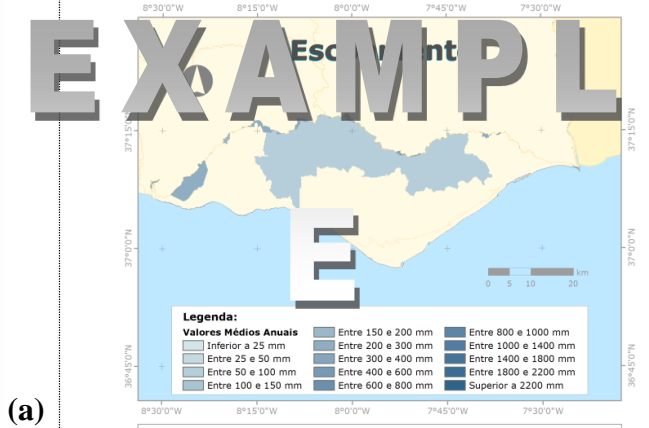 8°30'0"W 8°15'0"W 8°0'0"W 7°45'0"W 7°30'0"W
EXAMPL
37°15'0"N 37°15'0"N
E
37°0'0"N 37°0'0"N
km
0 5 10 20
Legenda:
Valores Médios Anuais
Inferior a 25 mm
Entre 25 e 50 mm
Entre 50 e 100 mm
Entre 100 e 150 mm
Entre 150 e 200 mm
Entre 200 e 300 mm
Entre 300 e 400 mm
Entre 400 e 600 mm
Entre 600 e 800 mm
Entre 800 e 1000 mm
Entre 1000 e 1400 mm
Entre 1400 e 1800 mm
Entre 1800 e 2200 mm
Superior a 2200 mm
36°45'0"N 36°45'0"N
(a)
8°30'0"W 8°15'0"W 8°0'0"W 7°45'0"W 7°30'0"W